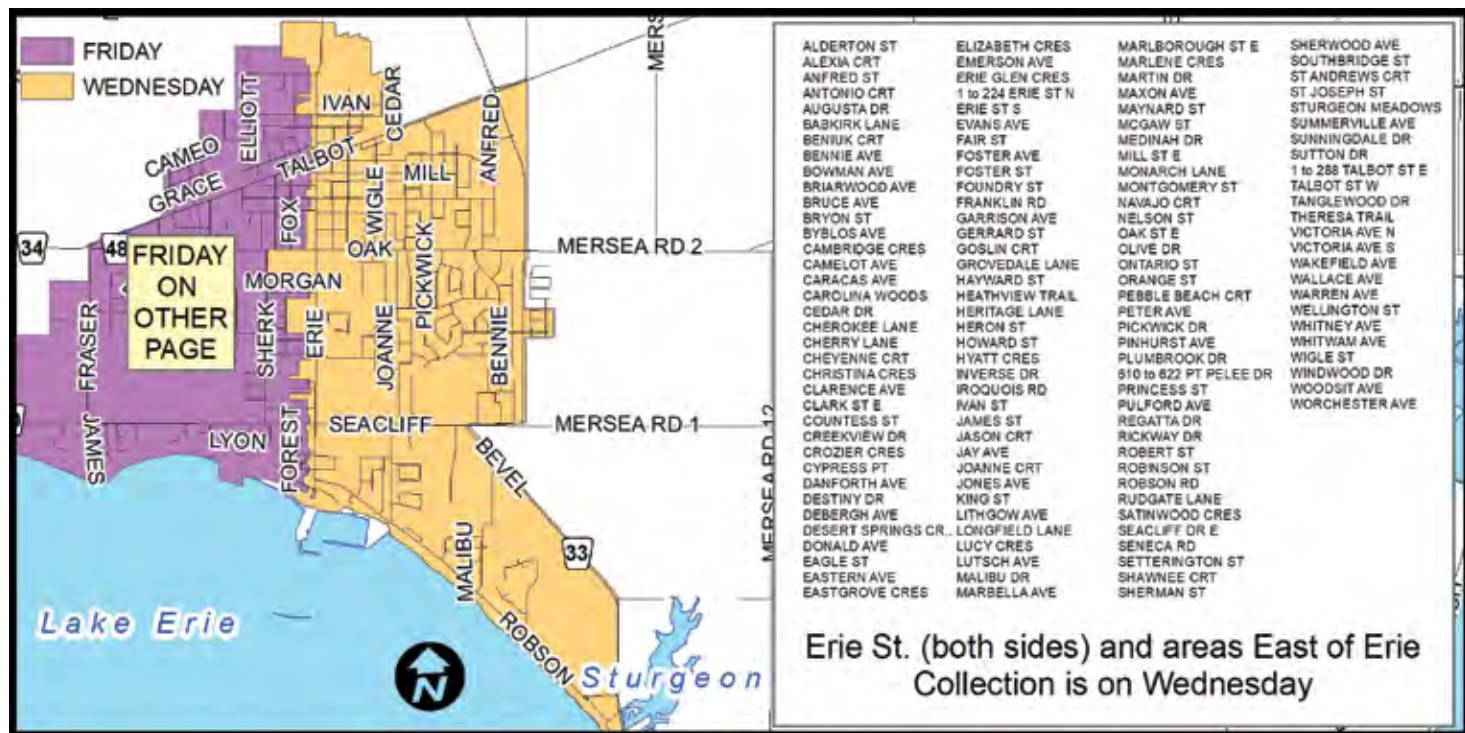 FRIDAY
WEDNESDAY
MERS
ELLIOTT
IVAN
CEDAR
CAMEO
GRACE
TALBOT
ANFRED
WIGLE
MILL
FOX
34
48
OAK
MERSEA RD 2
FRIDAY
ON
OTHER
PAGE
MORGAN
PICKWICK
FRASER
SHERK
ERIE
JOANNE
BENNIE
SEACLIFF
MERSEA RD 1
JAMES
LYON
FOREST
BEVEL
MERSEA RD 12
MALIBU
33
ROBSON
Lake Erie
N
Sturgeon
ALDERTON ST
ALEXIA CRT
ANFRED ST
ANTONIO CRT
AUGUSTA DR
BABKIRK LANE
BENIUK CRT
BENNIE AVE
BOWMAN AVE
BRIARWOOD AVE
BRUCE AVE
BRYON ST
BYBLOS AVE
CAMBRIDGE CRES
CAMELOT AVE
CARACAS AVE
CAROLINA WOODS
CEDAR DR
CHEROKEE LANE
CHERRY LANE
CHEYENNE CRT
CHRISTINA CRES
CLARENCE AVE
CLARK ST E
COUNTESS ST
CREEKVIEW DR
CROZIER CRES
CYPRESS PT
DANFORTH AVE
DESTINY DR
DEBERGH AVE
DESERT SPRINGS CR..
DONALD AVE
EAGLE ST
EASTERN AVE
EASTGROVE CRES
ELIZABETH CRES
EMERSON AVE
ERIE GLEN CRES
1 to 224 ERIE ST N
ERIE ST S
EVANS AVE
FAIR ST
FOSTER AVE
FOSTER ST
FOUNDRY ST
FRANKLIN RD
GARRISON AVE
GERRARD ST
GOSLIN CRT
GROVEDALE LANE
HAYWARD ST
HEATHVIEW TRAIL
HERITAGE LANE
HERON ST
HOWARD ST
HYATT CRES
INVERSE DR
IROQUOIS RD
IVAN ST
JAMES ST
JASON CRT
JAY AVE
JOANNE CRT
JONES AVE
KING ST
LITHGOW AVE
LONGFIELD LANE
LUCY CRES
LUTSCH AVE
MALIBU DR
MARBELLA AVE
MARLBOROUGH ST E
MARLENE CRES
MARTIN DR
MAXON AVE
MAYNARD ST
MCGAW ST
MEDINAH DR
MILL ST E
MONARCH LANE
MONTGOMERY ST
NAVAJO CRT
NELSON ST
OAK ST E
OLIVE DR
ONTARIO ST
ORANGE ST
PEBBLE BEACH CRT
PETER AVE
PICKWICK DR
PINHURST AVE
PLUMBROOK DR
610 to 622 PT PELEE DR
PRINCESS ST
PULFORD AVE
REGATTA DR
RICKWAY DR
ROBERT ST
ROBINSON ST
ROBSON RD
RUDGATE LANE
SATINWOOD CRES
SEACLIFF DR E
SENECA RD
SETTERINGTON ST
SHAWNEE CRT
SHERMAN ST
SHERWOOD AVE
SOUTHBRIDGE ST
ST ANDREWS CRT
ST JOSEPH ST
STURGEON MEADOWS
SUMMERVILLE AVE
SUNNINGDALE DR
SUTTON DR
1 to 288 TALBOT ST E
TALBOT ST W
TANGLEWOOD DR
THERESA TRAIL
VICTORIA AVE N
VICTORIA AVE S
WAKEFIELD AVE
WALLACE AVE
WARREN AVE
WELLINGTON ST
WHITNEY AVE
WHITWAM AVE
WIGLE ST
WINDWOOD DR
WOODSIT AVE
WORCHESTER AVE
Erie St. (both sides) and areas East of Erie
Collection is on Wednesday